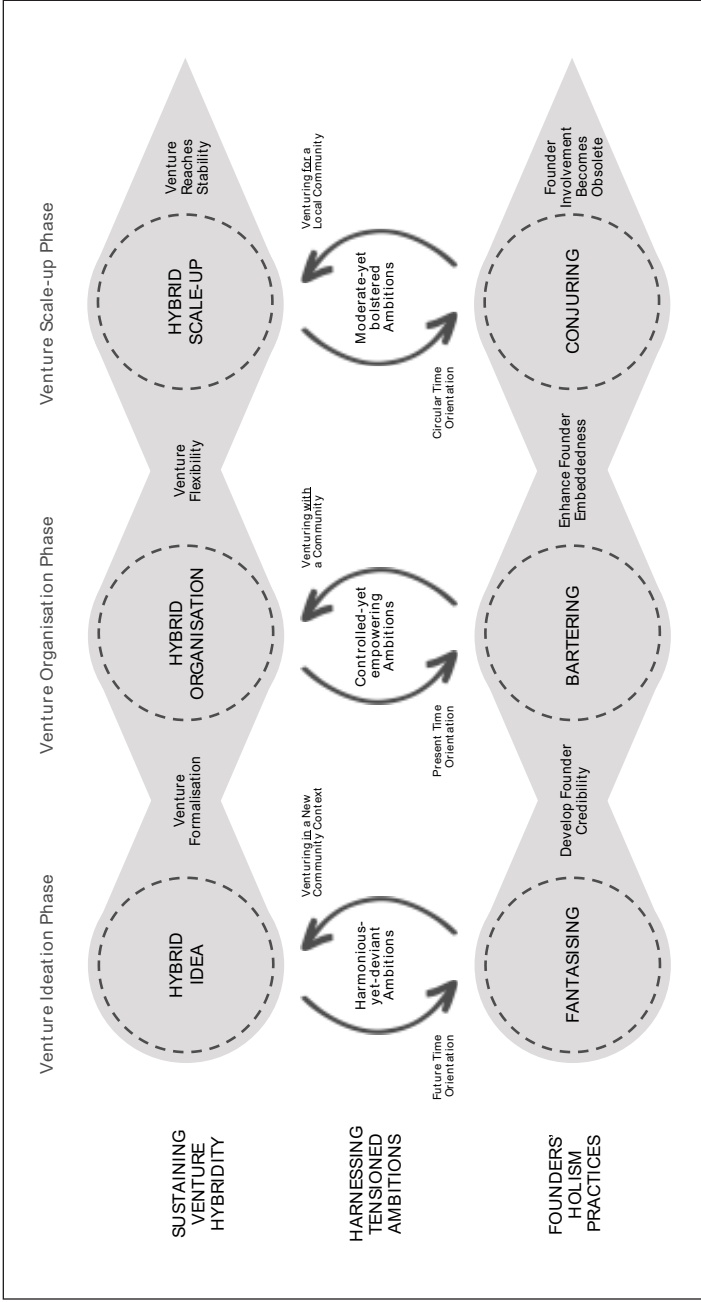 Venture Ideation Phase
Venture Organisation Phase
Venture Scale-up Phase
SUSTAINING
VENTURE
HYBRIDITY
HYBRID
IDEA
Venture
Formalisation
HYBRID
ORGANISATION
Venture
Flexibility
HYBRID
SCALE-UP
Venture
Reaches
Stability
HARNESSING
TENSIONED
AMBITIONS
Future Time
Orientation
Harmonious-
yet-deviant
Ambitions
Venturing in a New
Community Context
Present Time
Orientation
Controlled-yet
empowering
Ambitions
Venturing with
a Community
Circular Time
Orientation
Moderate-yet
bolstered
Ambitions
Venturing for a
Local Community
FOUNDERS'
HOLISM
PRACTICES
FANTASISING
Develop Founder
Credibility
BARTERING
Enhance Founder
Embeddedness
CONJURING
Founder
Involvement
Becomes
Obsolete